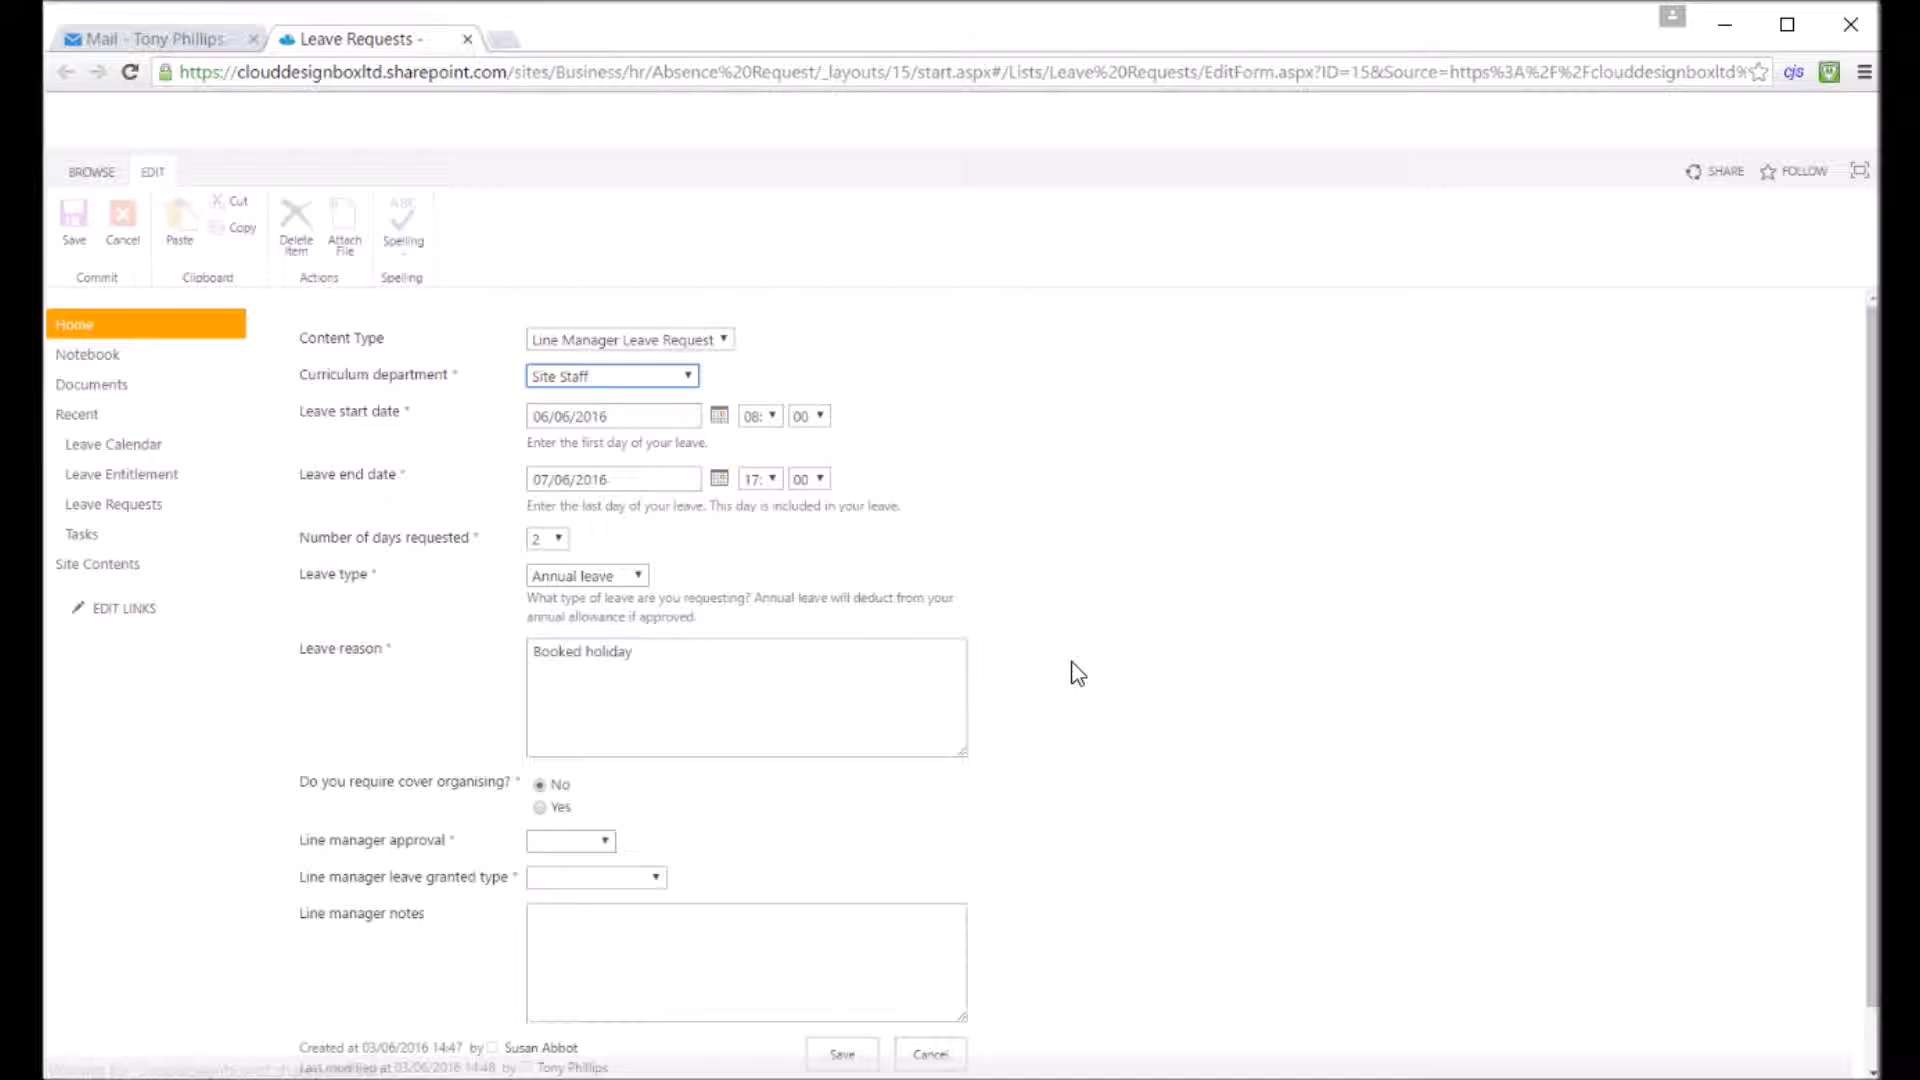 Mail - Tony Phillips
Leave Requests -
https://clouddesignboxltd.sharepoint.com/sites/Business/hr/Absence%20Request/_layouts/15/start.aspx#/Lists/Leave%20Requests/EditForm.aspx?ID=15&Source=https%3A%2F%2Fclouddesignboxltd%
cjs
BROWSE EDIT
SHARE FOLLOW
Save Cancel Paste Cut Copy Delete Item Attach File ABC Spelling
Commit Clipboard Actions Spelling
Home
Notebook
Documents
Recent
Leave Calendar
Leave Entitlement
Leave Requests
Tasks
Site Contents
EDIT LINKS
Content Type Line Manager Leave Request
Curriculum department * Site Staff
Leave start date * 06/06/2016 08: 00
Enter the first day of your leave.
Leave end date * 07/06/2016 17: 00
Enter the last day of your leave. This day is included in your leave.
Number of days requested * 2
Leave type * Annual leave
What type of leave are you requesting? Annual leave will deduct from your
annual allowance if approved.
Leave reason * Booked holiday
Do you require cover organising? * No
Yes
Line manager approval *
Line manager leave granted type *
Line manager notes
Created at 03/06/2016 14:47 by Susan Abbot
Last modified at 03/06/2016 14:48 by Tony Phillips
Save Cancel